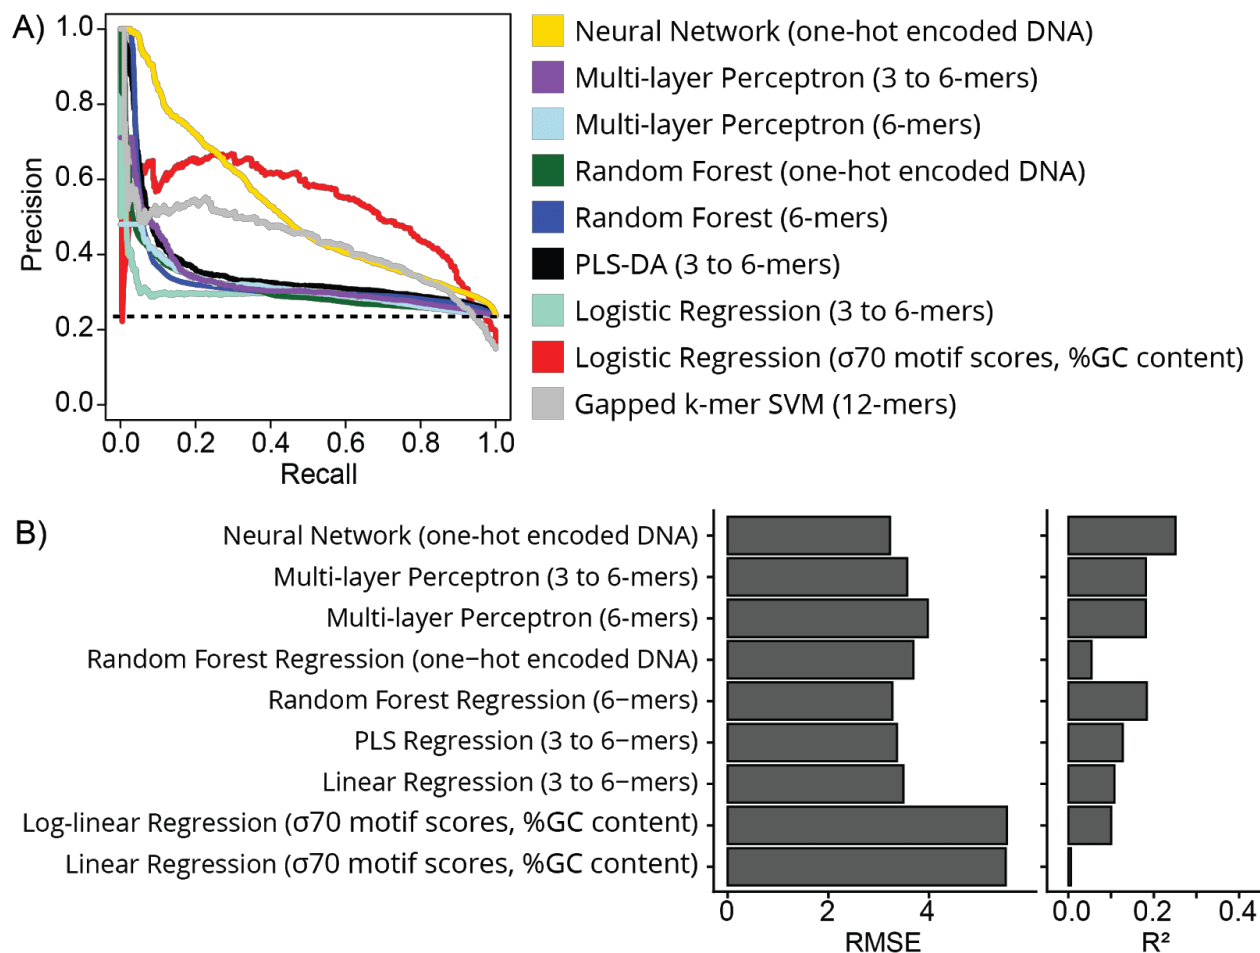 A)
1.0
0.8
0.6
0.4
0.2
0.0
Precision
0.0 0.2 0.4 0.6 0.8 1.0
Recall
Neural Network (one-hot encoded DNA)
Multi-layer Perceptron (3 to 6-mers)
Multi-layer Perceptron (6-mers)
Random Forest (one-hot encoded DNA)
Random Forest (6-mers)
PLS-DA (3 to 6-mers)
Logistic Regression (3 to 6-mers)
Logistic Regression (σ70 motif scores, %GC content)
Gapped k-mer SVM (12-mers)
B)
Neural Network (one-hot encoded DNA)
Multi-layer Perceptron (3 to 6-mers)
Multi-layer Perceptron (6-mers)
Random Forest Regression (one−hot encoded DNA)
Random Forest Regression (6−mers)
PLS Regression (3 to 6−mers)
Linear Regression (3 to 6−mers)
Log-linear Regression (σ70 motif scores, %GC content)
Linear Regression (σ70 motif scores, %GC content)
0 2 4
RMSE
0.0 0.2 0.4
R²